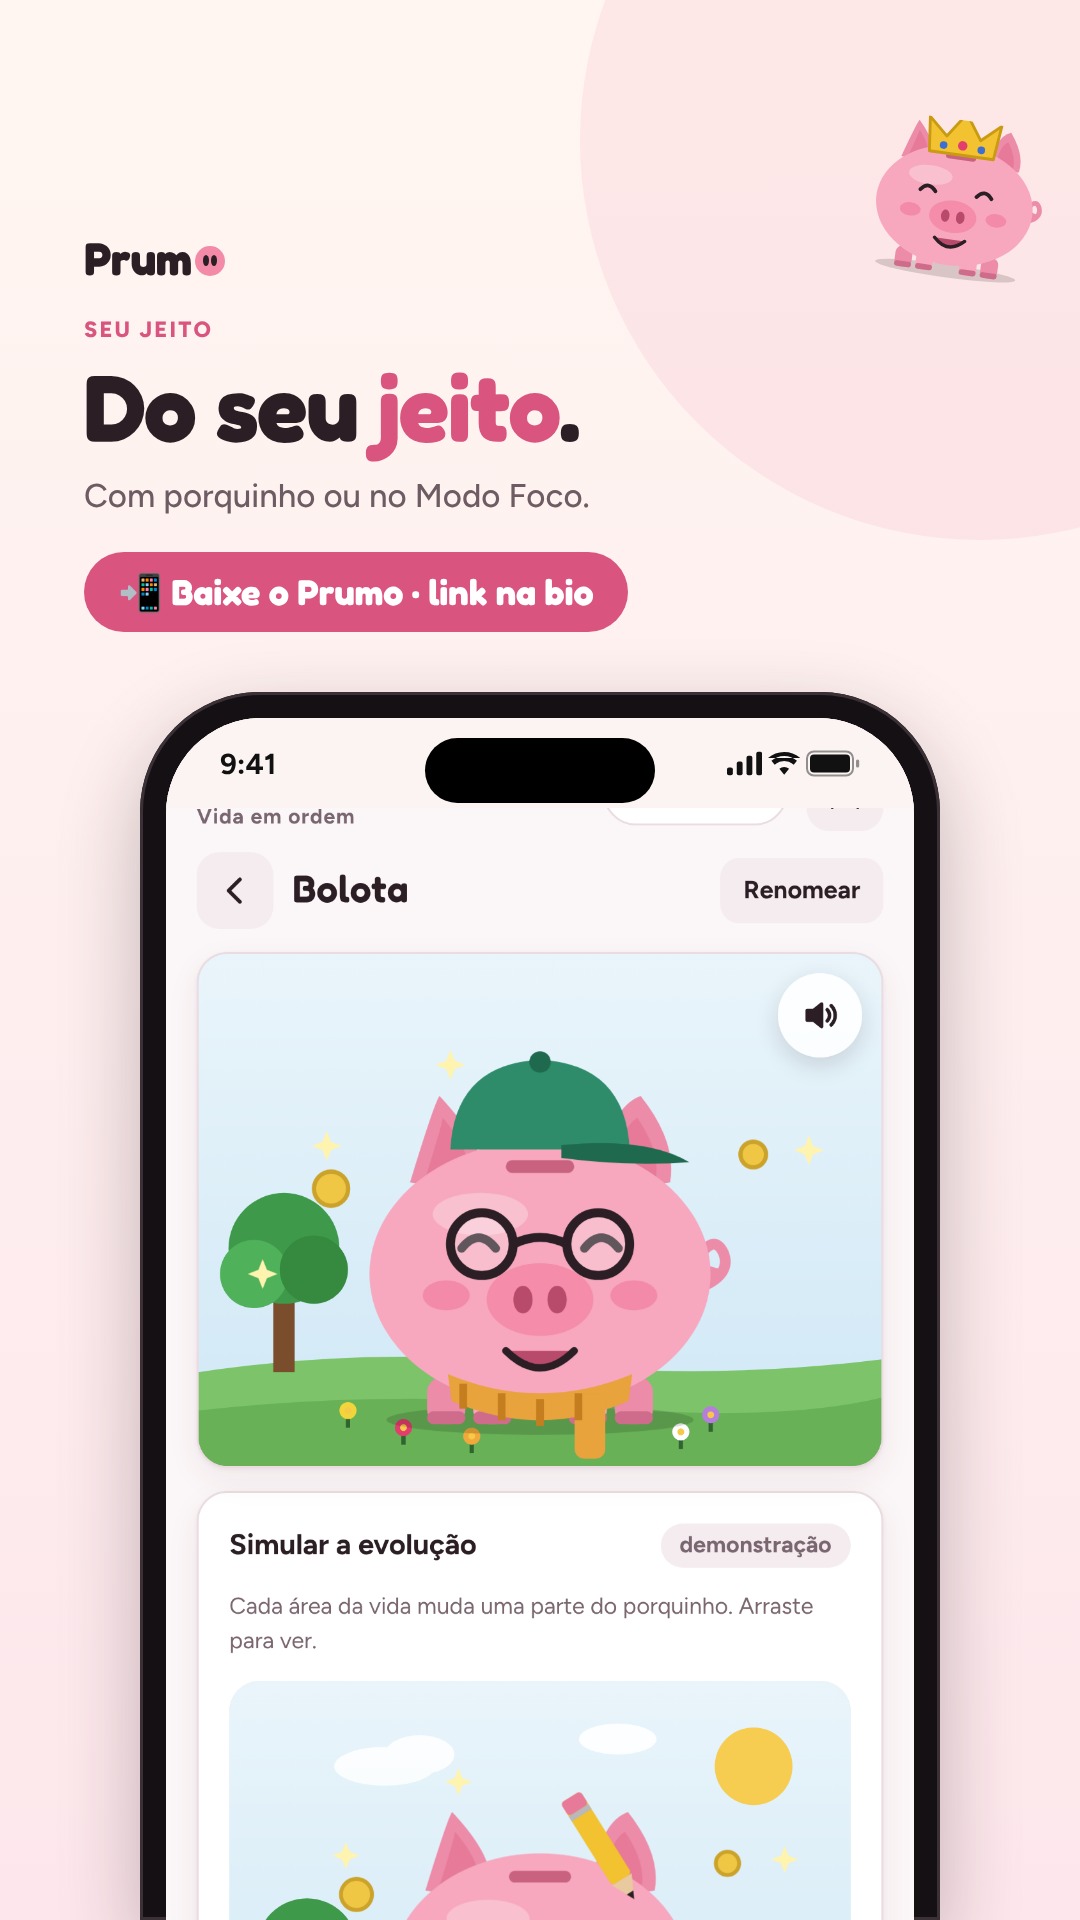 Prumo
SEU JEITO
Do seu jeito.
Com porquinho ou no Modo Foco.
📲 Baixe o Prumo · link na bio
9:41
Vida em ordem
Bolota
Renomear
Simular a evolução
demonstração
Cada área da vida muda uma parte do porquinho. Arraste
para ver.